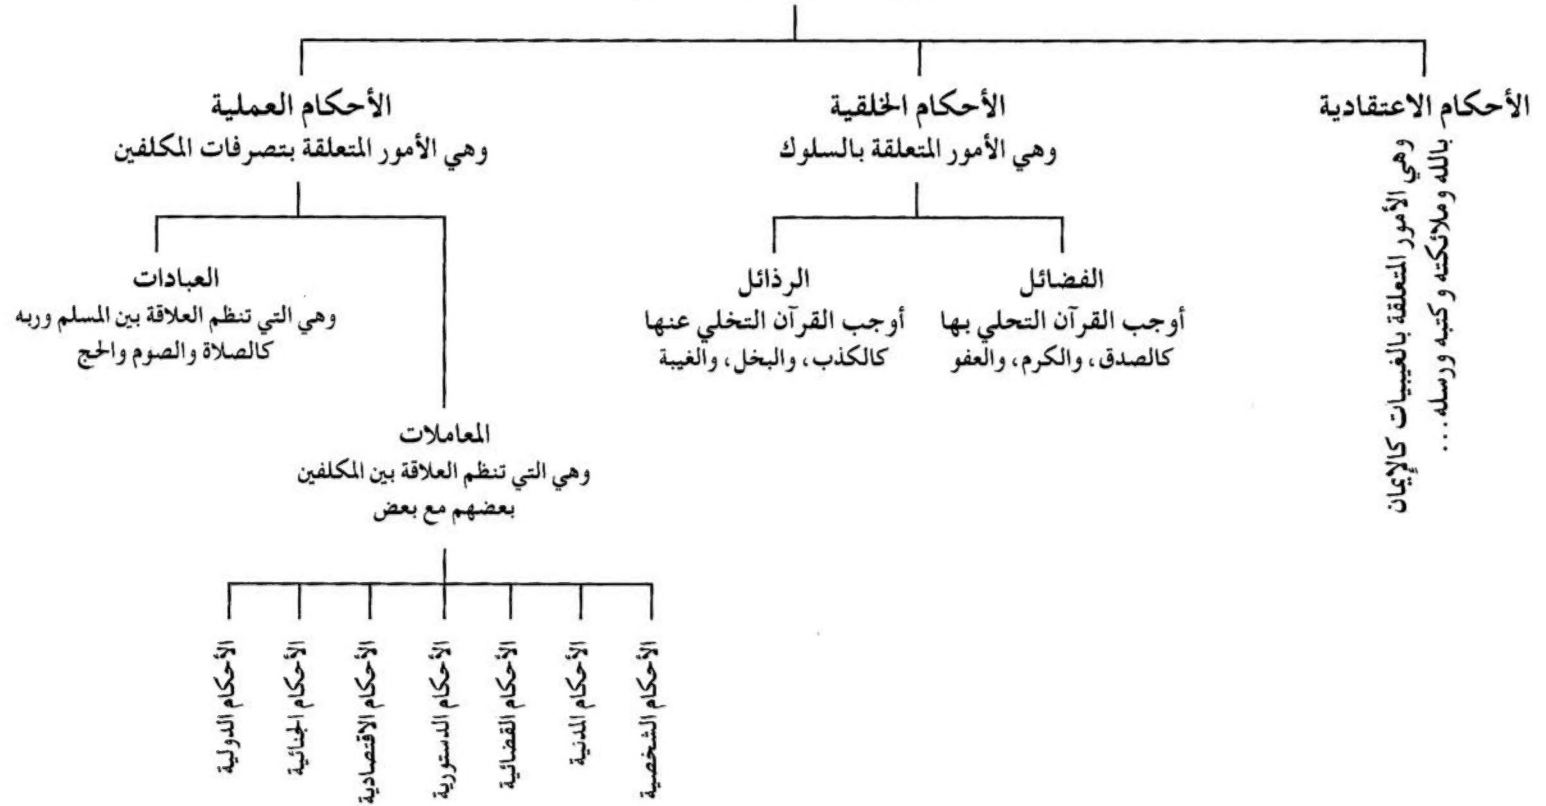 الأحكام الاعتقادية
وهي الأمور المتعلقة بالغيبيات كالإيمان
بالله وملائكته وكتبه ورسله...
الأحكام الخلقية
وهي الأمور المتعلقة بالسلوك
الفضائل
أوجب القرآن التحلي بها
كالصدق، والكرم، والعفو
الرذائل
أوجب القرآن التخلي عنها
كالكذب، والبخل، والغيبة
الأحكام العملية
وهي الأمور المتعلقة بتصرفات المكلفين
العبادات
وهي التي تنظم العلاقة بين المسلم وربه
كالصلاة والصوم والحج
المعاملات
وهي التي تنظم العلاقة بين المكلفين
بعضهم مع بعض
الأحكام الشخصية
الأحكام المدنية
الأحكام القضائية
الأحكام الدستورية
الأحكام الاقتصادية
الأحكام الجنائية
الأحكام الدولية